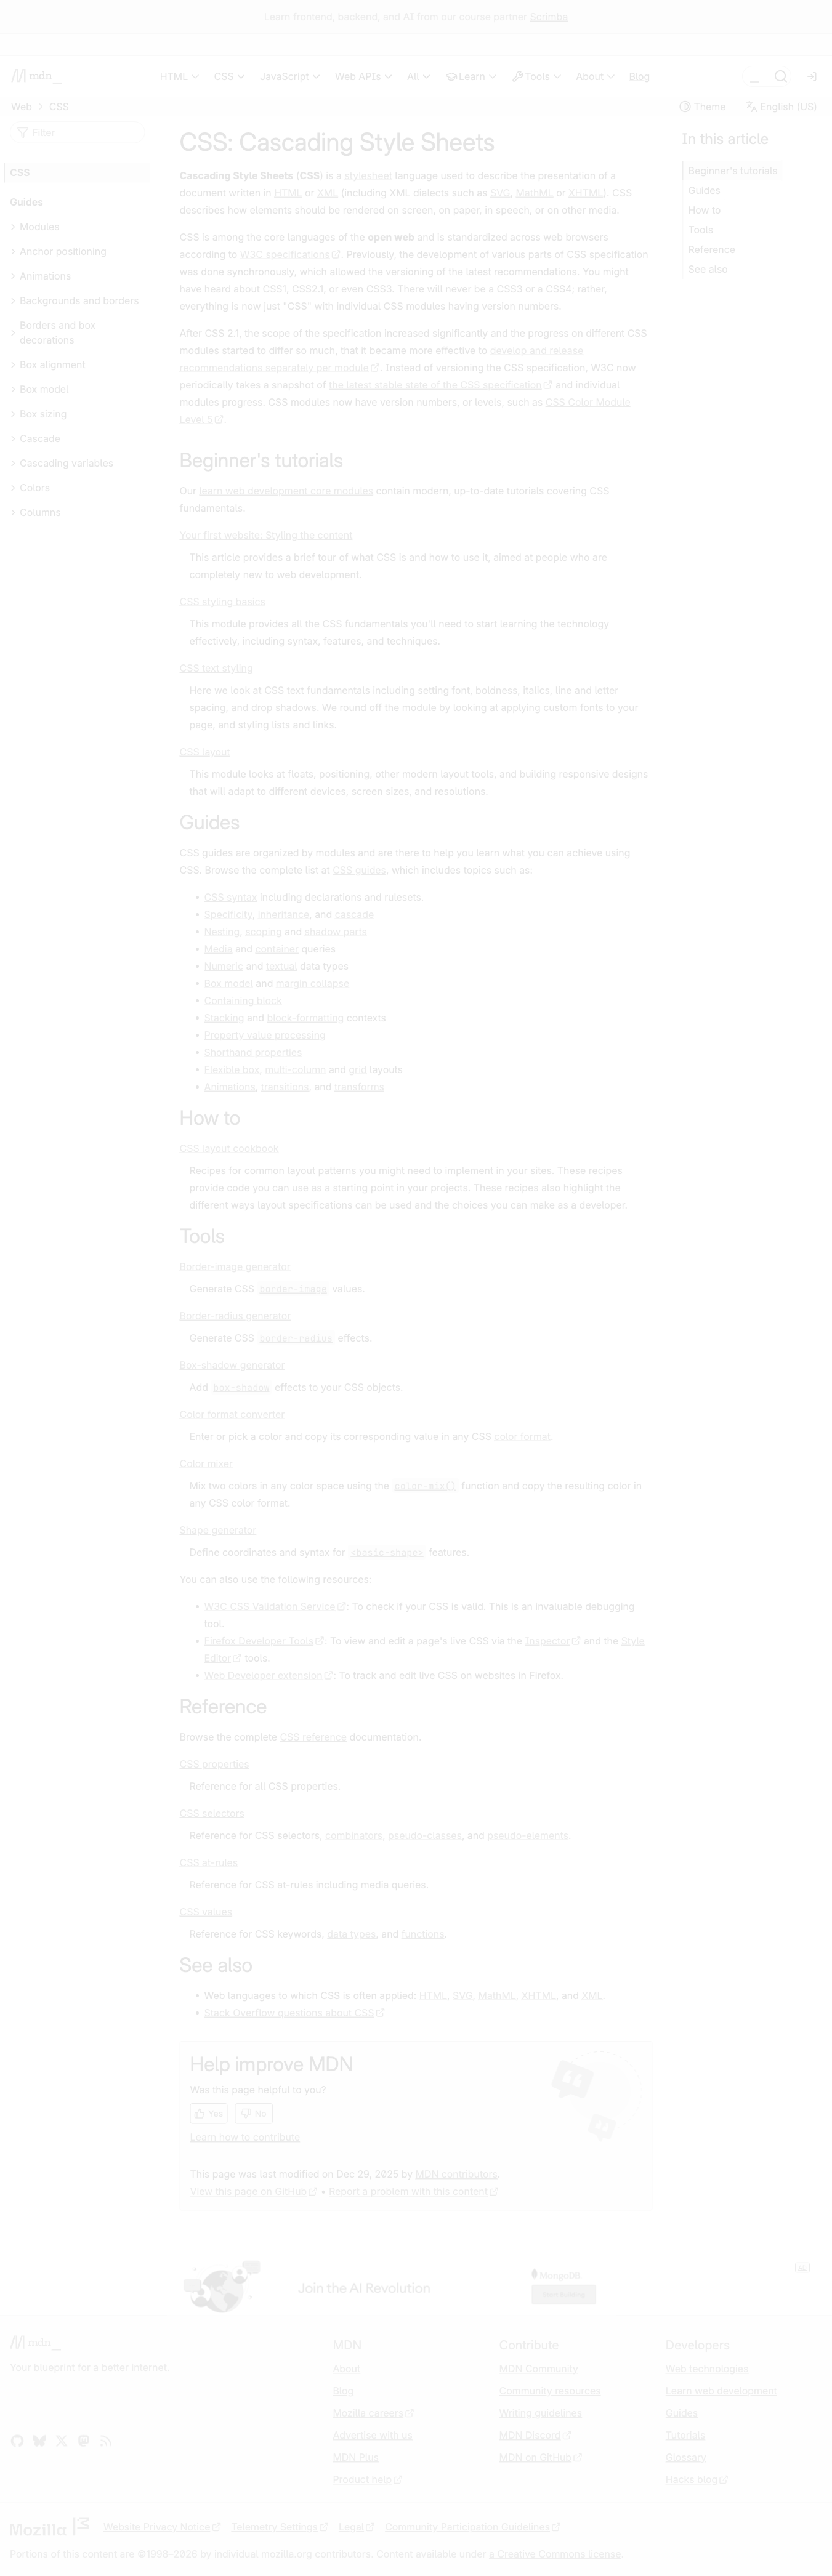 Learn frontend, backend, and AI from our course partner Scrimba
mdn_
HTML CSS JavaScript Web APIs All Learn Tools About Blog
Web CSS
Theme English (US)
Filter
CSS
Guides
Modules
Anchor positioning
Animations
Backgrounds and borders
Borders and box
decorations
Box alignment
Box model
Box sizing
Cascade
Cascading variables
Colors
Columns
CSS: Cascading Style Sheets
Cascading Style Sheets (CSS) is a stylesheet language used to describe the presentation of a
document written in HTML or XML (including XML dialects such as SVG, MathML or XHTML). CSS
describes how elements should be rendered on screen, on paper, in speech, or on other media.
CSS is among the core languages of the open web and is standardized across web browsers
according to W3C specifications. Previously, the development of various parts of CSS specification
was done synchronously, which allowed the versioning of the latest recommendations. You might
have heard about CSS1, CSS2.1, or even CSS3. There will never be a CSS3 or a CSS4; rather,
everything is now just "CSS" with individual CSS modules having version numbers.
After CSS 2.1, the scope of the specification increased significantly and the progress on different CSS
modules started to differ so much, that it became more effective to develop and release
recommendations separately per module. Instead of versioning the CSS specification, W3C now
periodically takes a snapshot of the latest stable state of the CSS specification and individual
modules progress. CSS modules now have version numbers, or levels, such as CSS Color Module
Level 5.
Beginner's tutorials
Our learn web development core modules contain modern, up-to-date tutorials covering CSS
fundamentals.
Your first website: Styling the content
This article provides a brief tour of what CSS is and how to use it, aimed at people who are
completely new to web development.
CSS styling basics
This module provides all the CSS fundamentals you'll need to start learning the technology
effectively, including syntax, features, and techniques.
CSS text styling
Here we look at CSS text fundamentals including setting font, boldness, italics, line and letter
spacing, and drop shadows. We round off the module by looking at applying custom fonts to your
page, and styling lists and links.
CSS layout
This module looks at floats, positioning, other modern layout tools, and building responsive designs
that will adapt to different devices, screen sizes, and resolutions.
Guides
CSS guides are organized by modules and are there to help you learn what you can achieve using
CSS. Browse the complete list at CSS guides, which includes topics such as:
• CSS syntax including declarations and rulesets.
• Specificity, inheritance, and cascade
• Nesting, scoping and shadow parts
• Media and container queries
• Numeric and textual data types
• Box model and margin collapse
• Containing block
• Stacking and block-formatting contexts
• Property value processing
• Shorthand properties
• Flexible box, multi-column and grid layouts
• Animations, transitions, and transforms
How to
CSS layout cookbook
Recipes for common layout patterns you might need to implement in your sites. These recipes
provide code you can use as a starting point in your projects. These recipes also highlight the
different ways layout specifications can be used and the choices you can make as a developer.
Tools
Border-image generator
Generate CSS border-image values.
Border-radius generator
Generate CSS border-radius effects.
Box-shadow generator
Add box-shadow effects to your CSS objects.
Color format converter
Enter or pick a color and copy its corresponding value in any CSS color format.
Color mixer
Mix two colors in any color space using the color-mix() function and copy the resulting color in
any CSS color format.
Shape generator
Define coordinates and syntax for <basic-shape> features.
You can also use the following resources:
• W3C CSS Validation Service: To check if your CSS is valid. This is an invaluable debugging
tool.
• Firefox Developer Tools: To view and edit a page's live CSS via the Inspector and the Style
Editor tools.
• Web Developer extension: To track and edit live CSS on websites in Firefox.
Reference
Browse the complete CSS reference documentation.
CSS properties
Reference for all CSS properties.
CSS selectors
Reference for CSS selectors, combinators, pseudo-classes, and pseudo-elements.
CSS at-rules
Reference for CSS at-rules including media queries.
CSS values
Reference for CSS keywords, data types, and functions.
See also
• Web languages to which CSS is often applied: HTML, SVG, MathML, XHTML, and XML.
• Stack Overflow questions about CSS
In this article
Beginner's tutorials
Guides
How to
Tools
Reference
See also
Help improve MDN
Was this page helpful to you?
Yes No
Learn how to contribute
This page was last modified on Dec 29, 2025 by MDN contributors.
View this page on GitHub • Report a problem with this content
Join the AI Revolution
MongoDB
mdn_
Your blueprint for a better internet.
MDN
About
Blog
Mozilla careers
Advertise with us
MDN Plus
Product help
Contribute
MDN Community
Community resources
Writing guidelines
MDN Discord
MDN on GitHub
Developers
Web technologies
Learn web development
Guides
Tutorials
Glossary
Hacks blog
Mozilla
Website Privacy Notice Telemetry Settings Legal Community Participation Guidelines
Portions of this content are ©1998–2026 by individual mozilla.org contributors. Content available under a Creative Commons license.